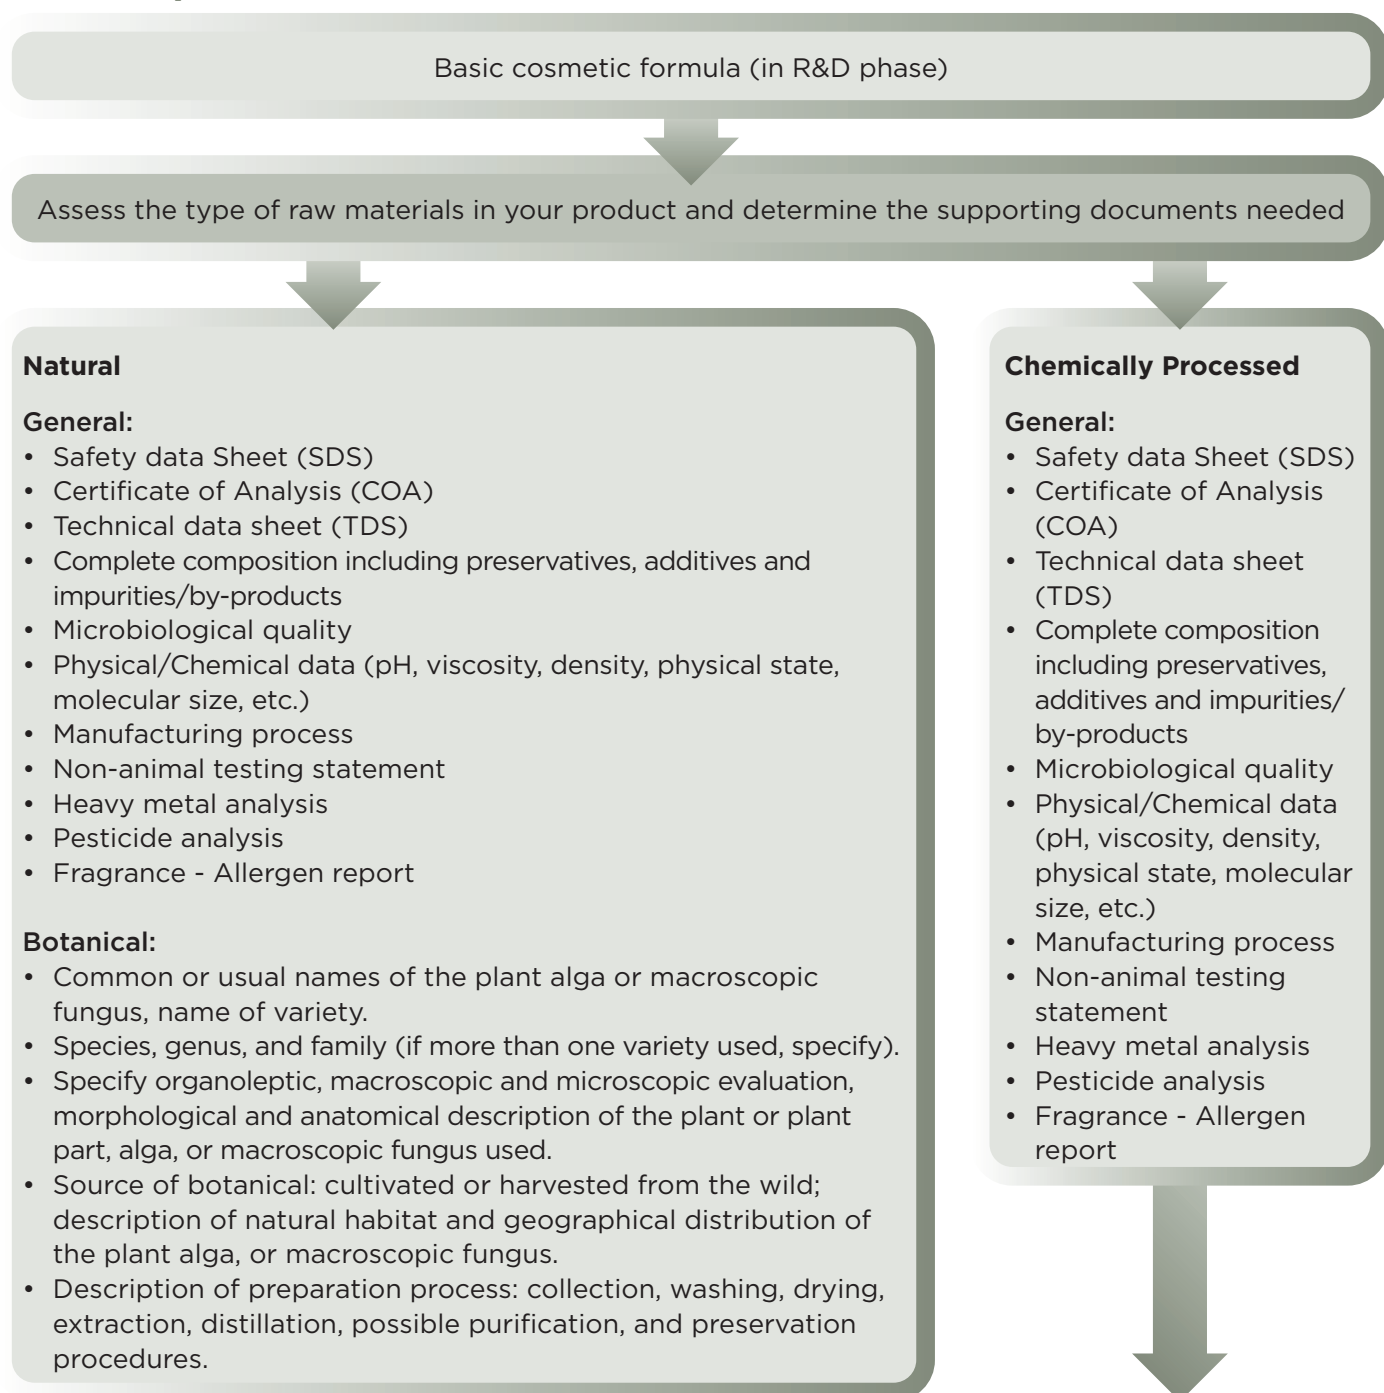 Basic cosmetic formula (in R&D phase)
Assess the type of raw materials in your product and determine the supporting documents needed
Natural
General:
• Safety data Sheet (SDS)
• Certificate of Analysis (COA)
• Technical data sheet (TDS)
• Complete composition including preservatives, additives and
impurities/by-products
• Microbiological quality
• Physical/Chemical data (pH, viscosity, density, physical state,
molecular size, etc.)
• Manufacturing process
• Non-animal testing statement
• Heavy metal analysis
• Pesticide analysis
• Fragrance - Allergen report
Botanical:
• Common or usual names of the plant alga or macroscopic
fungus, name of variety.
• Species, genus, and family (if more than one variety used, specify).
• Specify organoleptic, macroscopic and microscopic evaluation,
morphological and anatomical description of the plant or plant
part, alga, or macroscopic fungus used.
• Source of botanical: cultivated or harvested from the wild;
description of natural habitat and geographical distribution of
the plant alga, or macroscopic fungus.
• Description of preparation process: collection, washing, drying,
extraction, distillation, possible purification, and preservation
procedures.
Chemically Processed
General:
• Safety data Sheet (SDS)
• Certificate of Analysis
(COA)
• Technical data sheet
(TDS)
• Complete composition
including preservatives,
additives and impurities/
by-products
• Microbiological quality
• Physical/Chemical data
(pH, viscosity, density,
physical state, molecular
size, etc.)
• Manufacturing process
• Non-animal testing
statement
• Heavy metal analysis
• Pesticide analysis
• Fragrance - Allergen
report